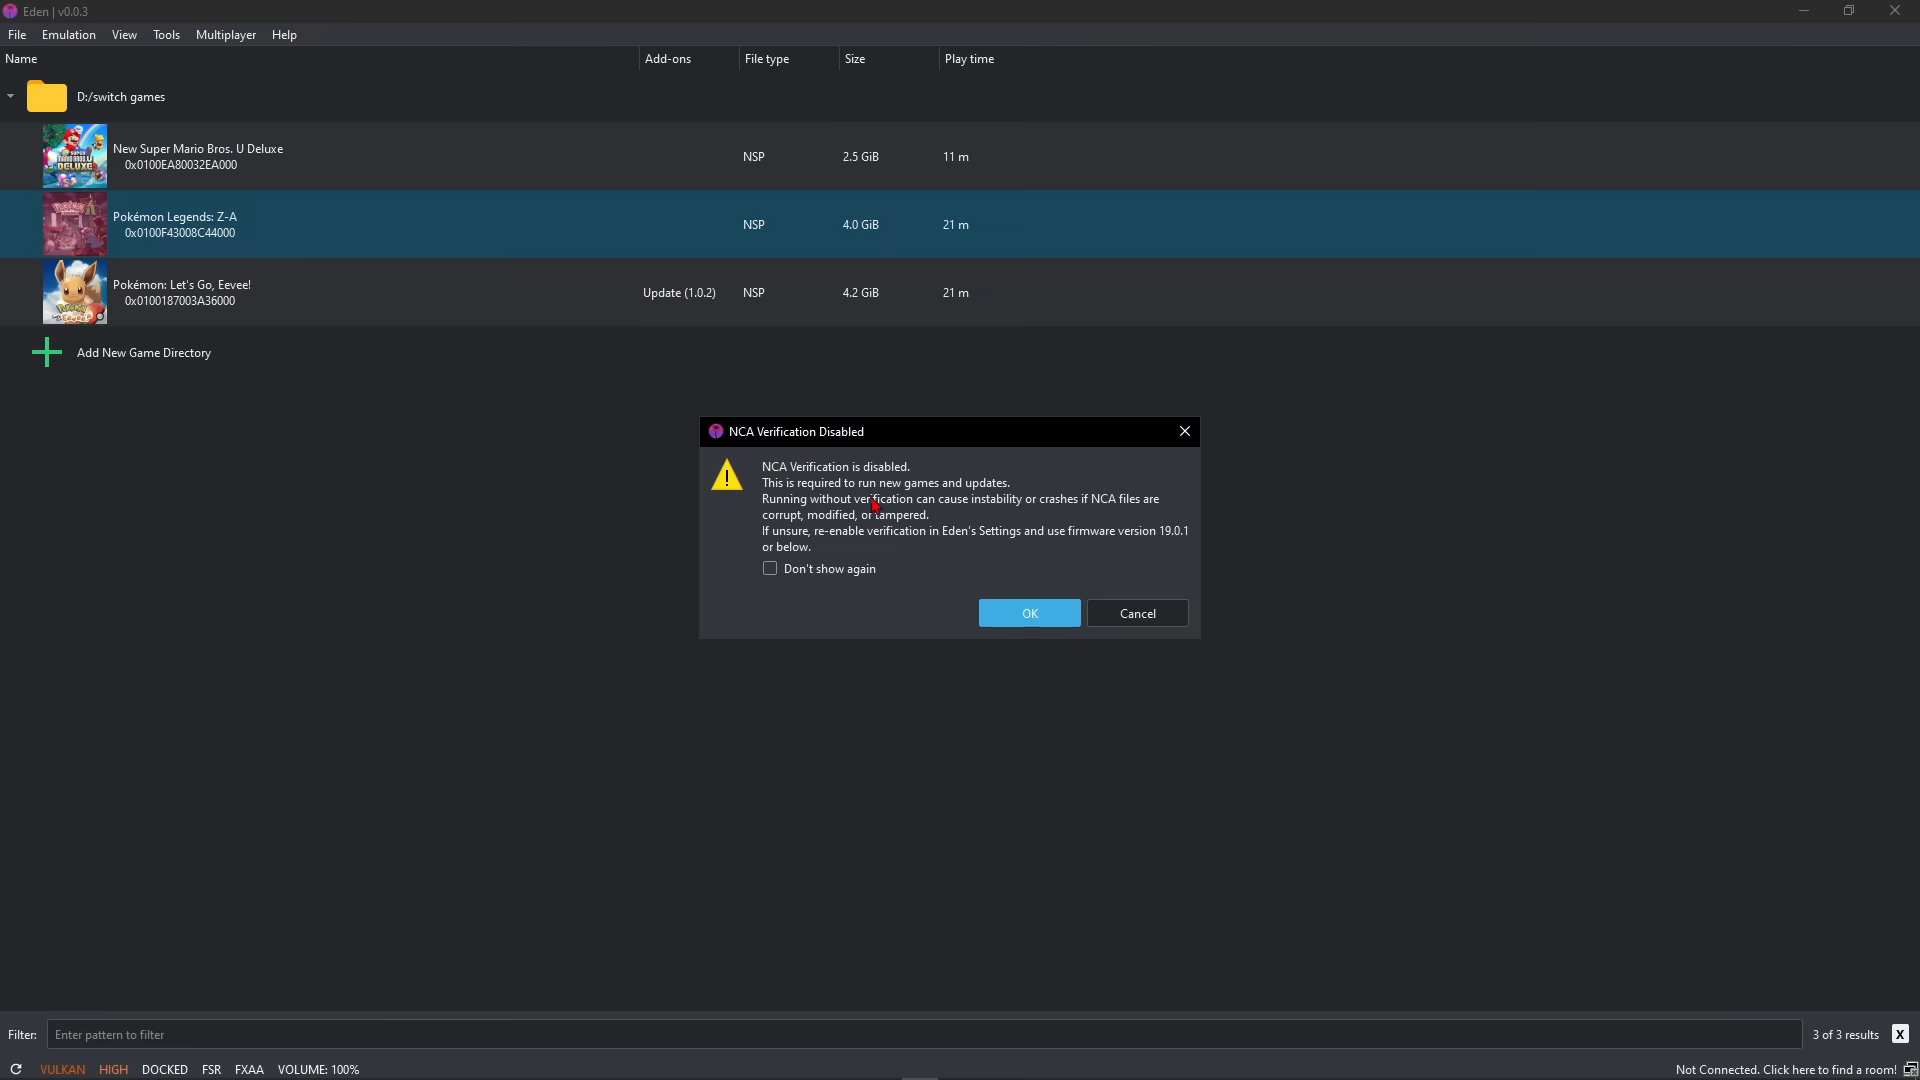 Eden | v0.0.3
File Emulation View Tools Multiplayer Help
Name Add-ons File type Size Play time
D:/switch games
New Super Mario Bros. U Deluxe
0x0100EA80032EA000
NSP 2.5 GiB 11 m
Pokémon Legends: Z-A
0x0100F43008C44000
NSP 4.0 GiB 21 m
Pokémon: Let's Go, Eevee!
0x0100187003A36000
Update (1.0.2) NSP 4.2 GiB 21 m
Add New Game Directory
NCA Verification Disabled
NCA Verification is disabled.
This is required to run new games and updates.
Running without verification can cause instability or crashes if NCA files are
corrupt, modified, or tampered.
If unsure, re-enable verification in Eden's Settings and use firmware version 19.0.1
or below.
Don't show again
OK Cancel
Filter: Enter pattern to filter 3 of 3 results X
VULKAN HIGH DOCKED FSR FXAA VOLUME: 100% Not Connected. Click here to find a room!